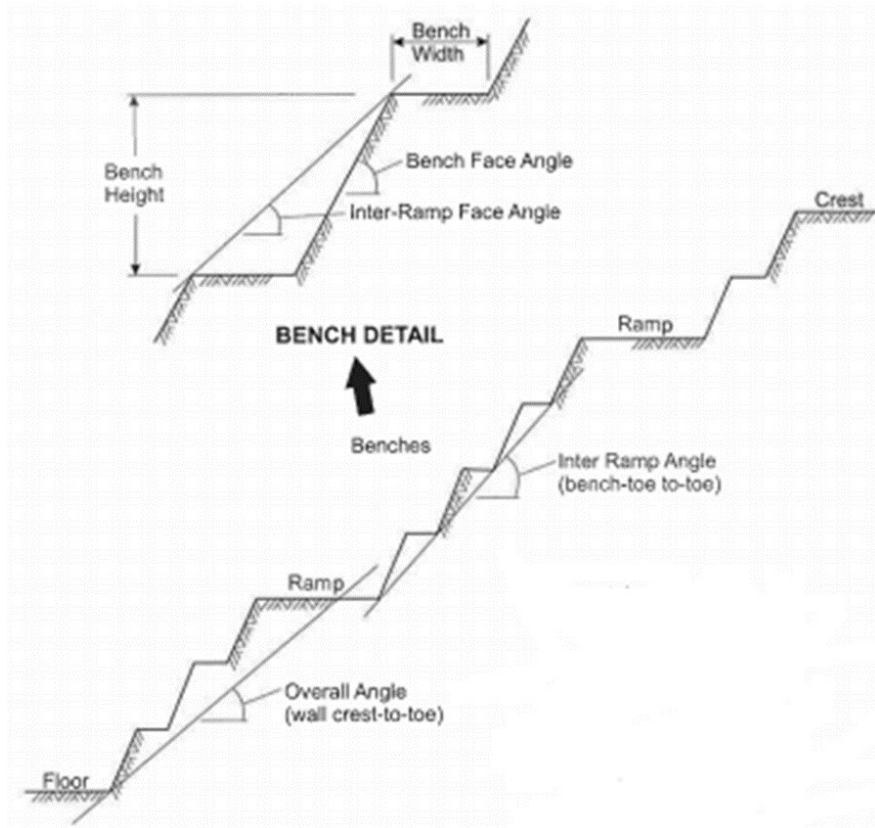 Bench
Width
Bench
Height
Bench Face Angle
Inter-Ramp Face Angle
BENCH DETAIL
Crest
Ramp
Benches
Inter Ramp Angle
(bench-toe to-toe)
Ramp
Overall Angle
(wall crest-to-toe)
Floor